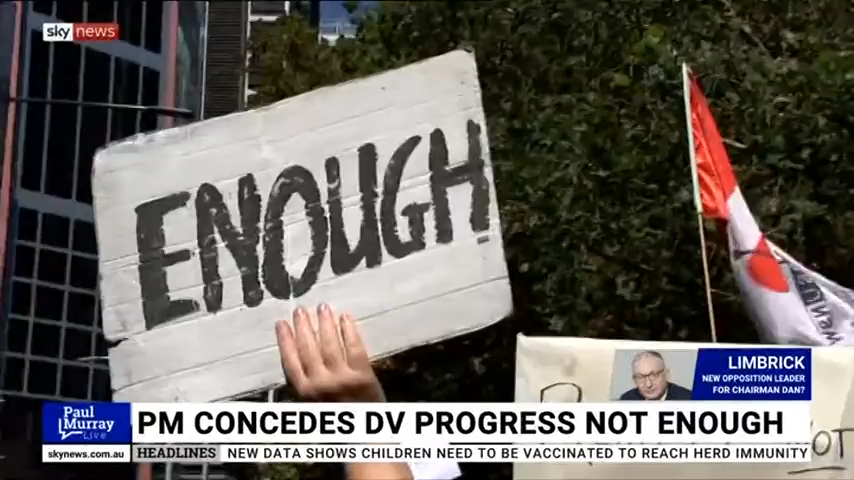 sky news
ENOUGH
LIMBRICK
NEW OPPOSITION LEADER
FOR CHAIRMAN DAN?
Paul
Murray
Live
PM CONCEDES DV PROGRESS NOT ENOUGH
skynews.com.au
HEADLINES
NEW DATA SHOWS CHILDREN NEED TO BE VACCINATED TO REACH HERD IMMUNITY